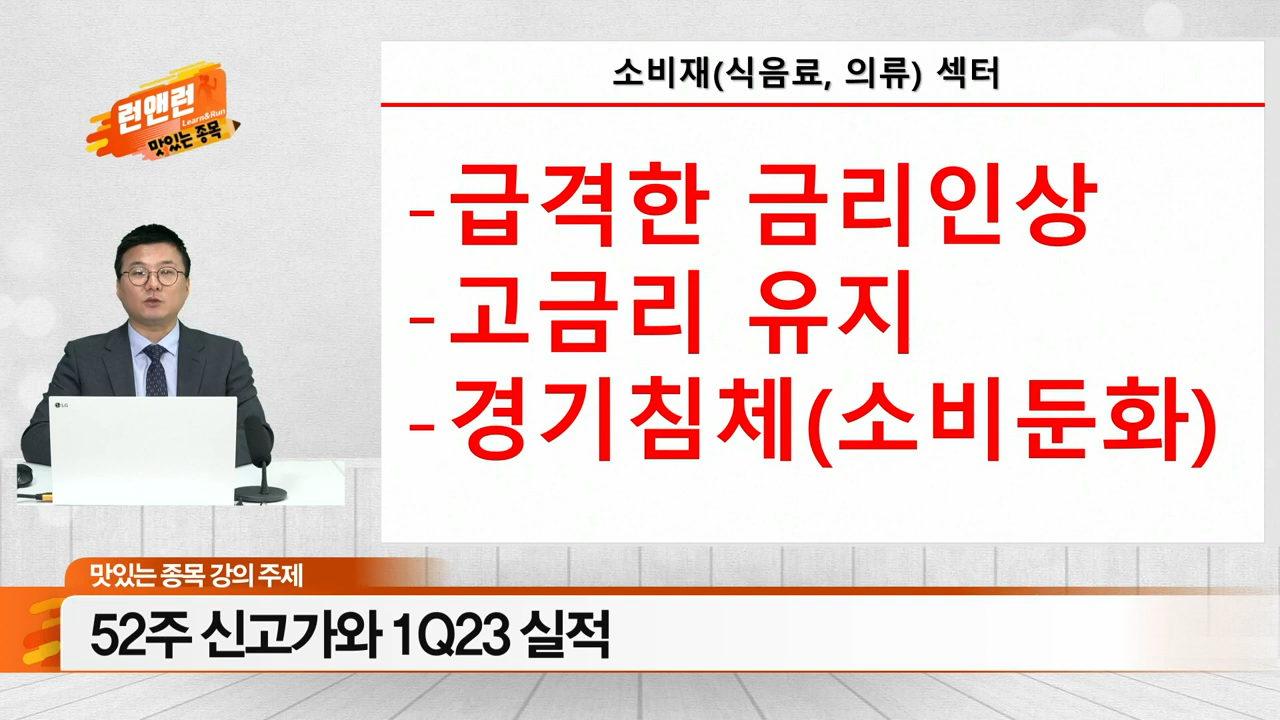 런앤런
Learn&Run
맛있는 종목
소비재(식음료, 의류) 섹터
-급격한 금리인상
-고금리 유지
-경기침체(소비둔화)
LG
맛있는 종목 강의 주제
52주 신고가와 1Q23 실적